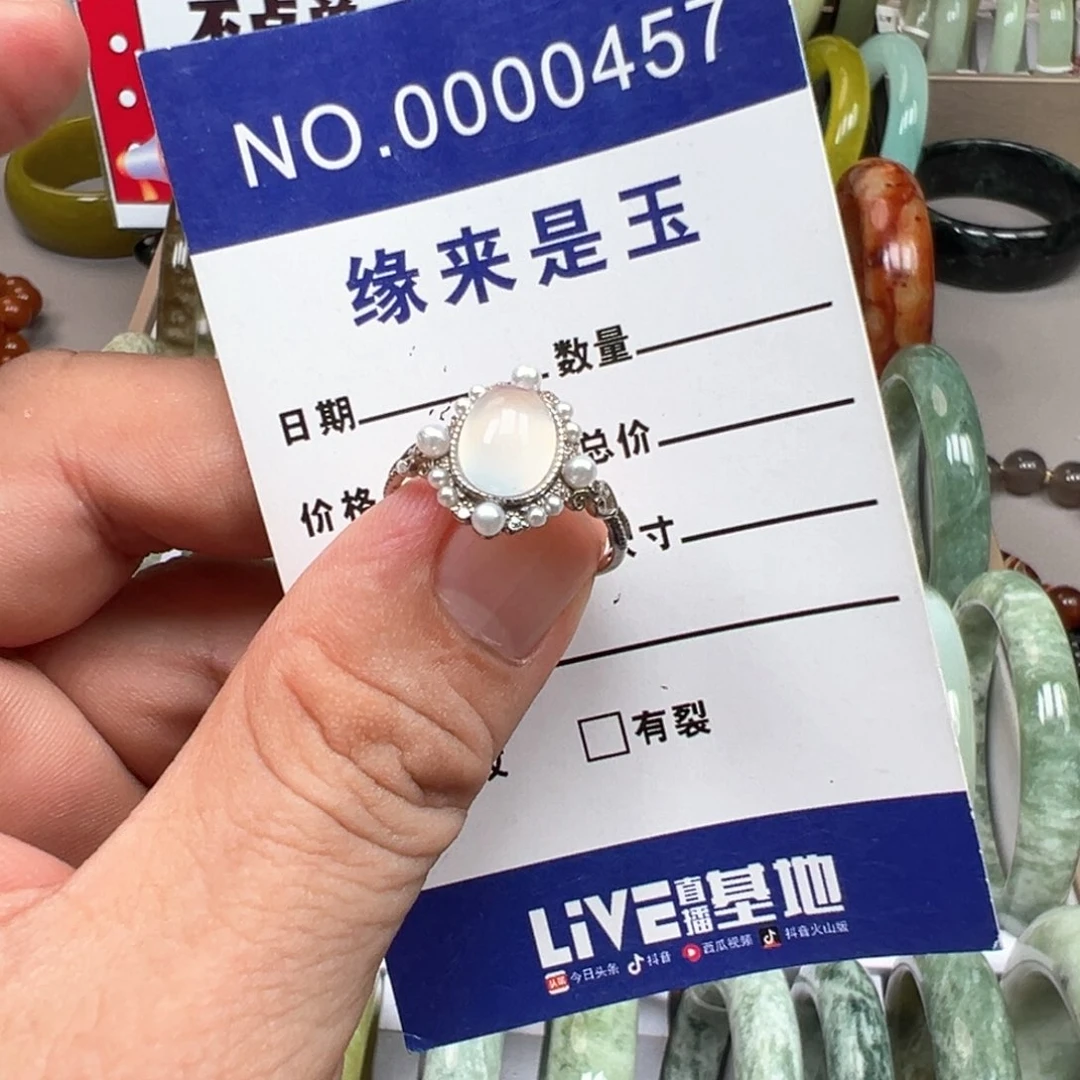 NO.0000457
缘来是玉
数量
日期
总价
价格
寸
有裂
LiVE直播基地
今日头条 抖音 西瓜视频 抖音火山版